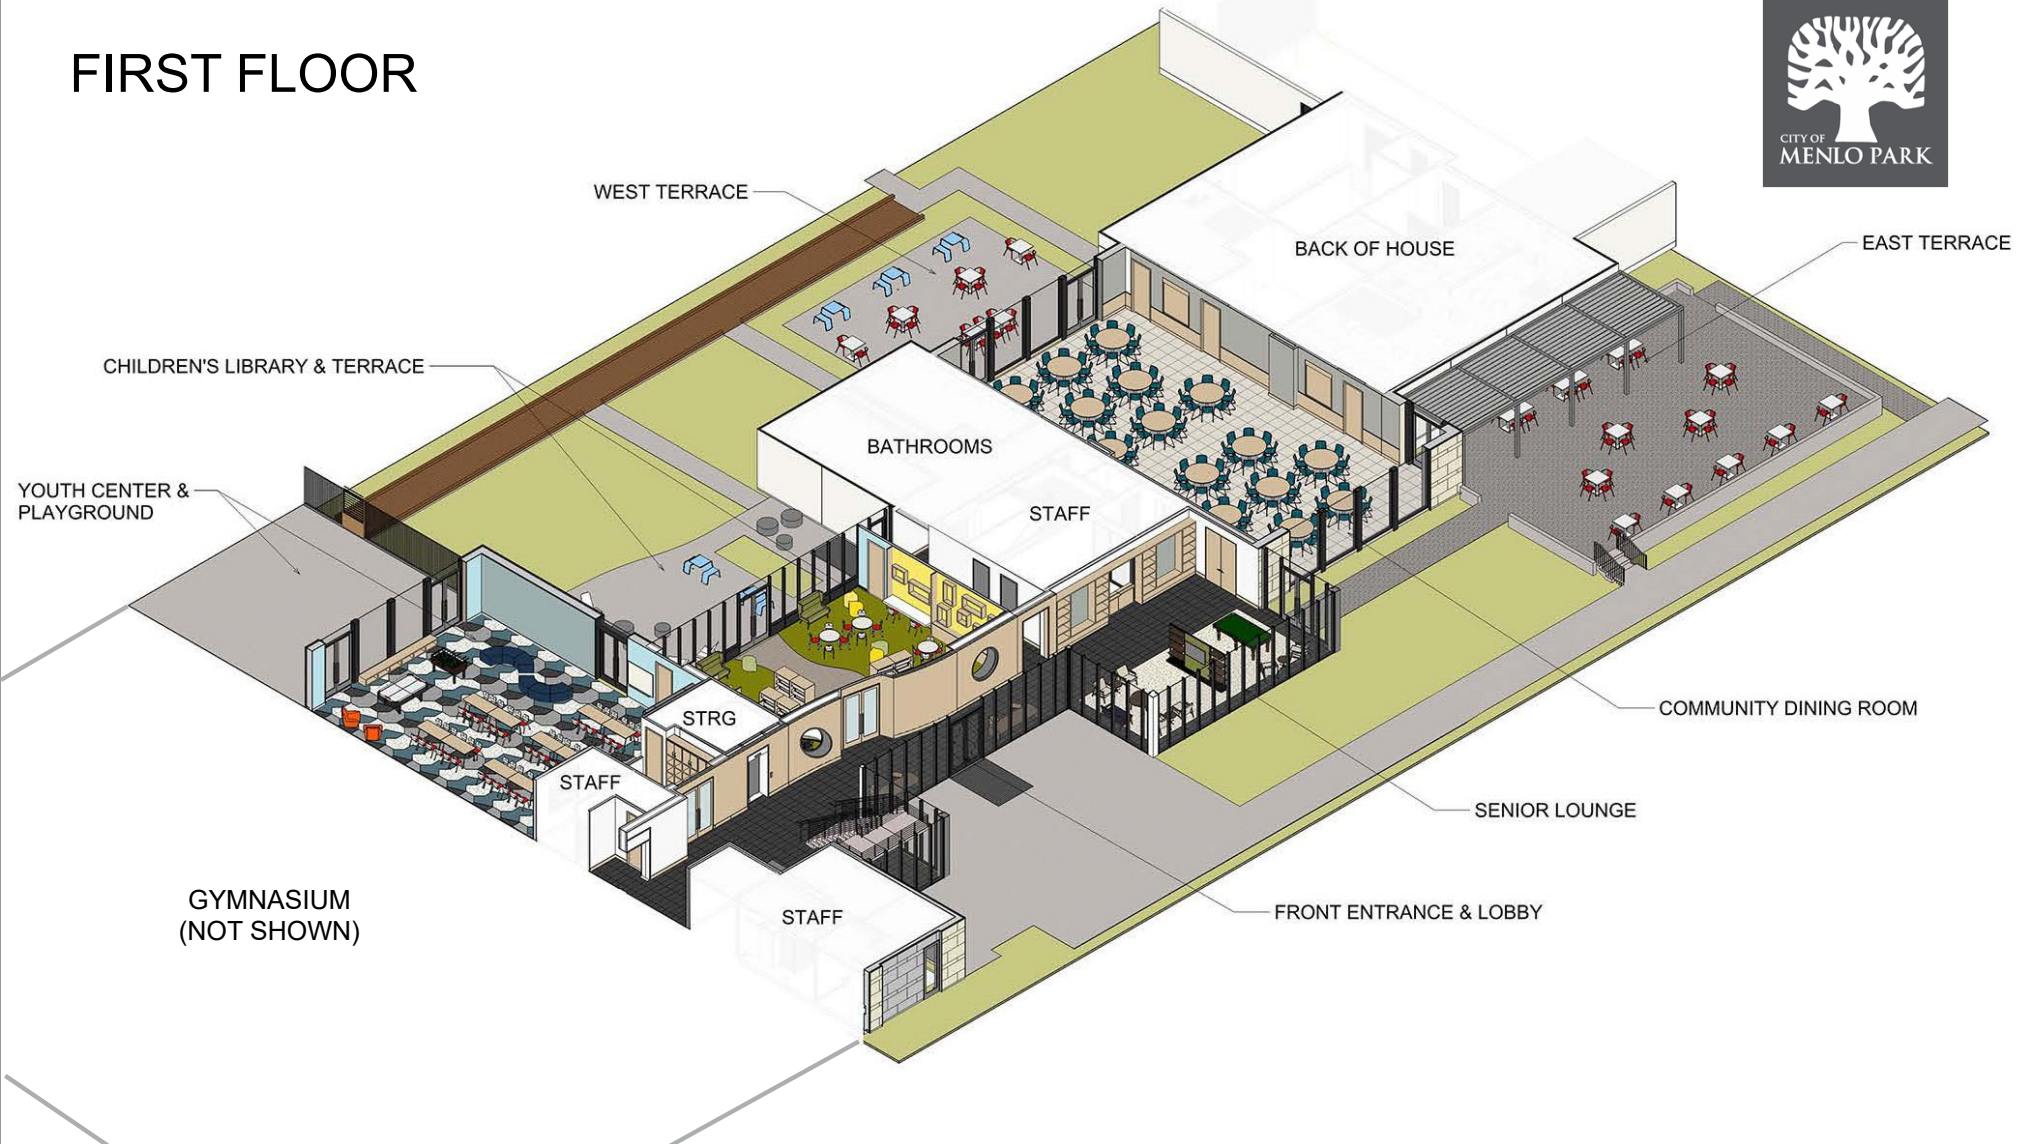 FIRST FLOOR
CITY OF
MENLO PARK
WEST TERRACE
EAST TERRACE
BACK OF HOUSE
CHILDREN'S LIBRARY & TERRACE
BATHROOMS
YOUTH CENTER &
PLAYGROUND
STAFF
COMMUNITY DINING ROOM
STRG
STAFF
SENIOR LOUNGE
GYMNASIUM
(NOT SHOWN)
STAFF
FRONT ENTRANCE & LOBBY